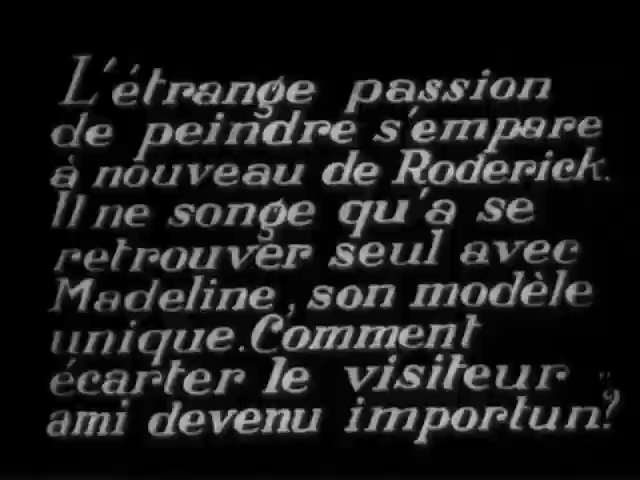 L'étrange passion
de peindre s'empare
à nouveau de Roderick.
Il ne songe qu'a se
retrouver seul avec
Madeline, son modèle
unique. Comment
écarter le visiteur
ami devenu importun?